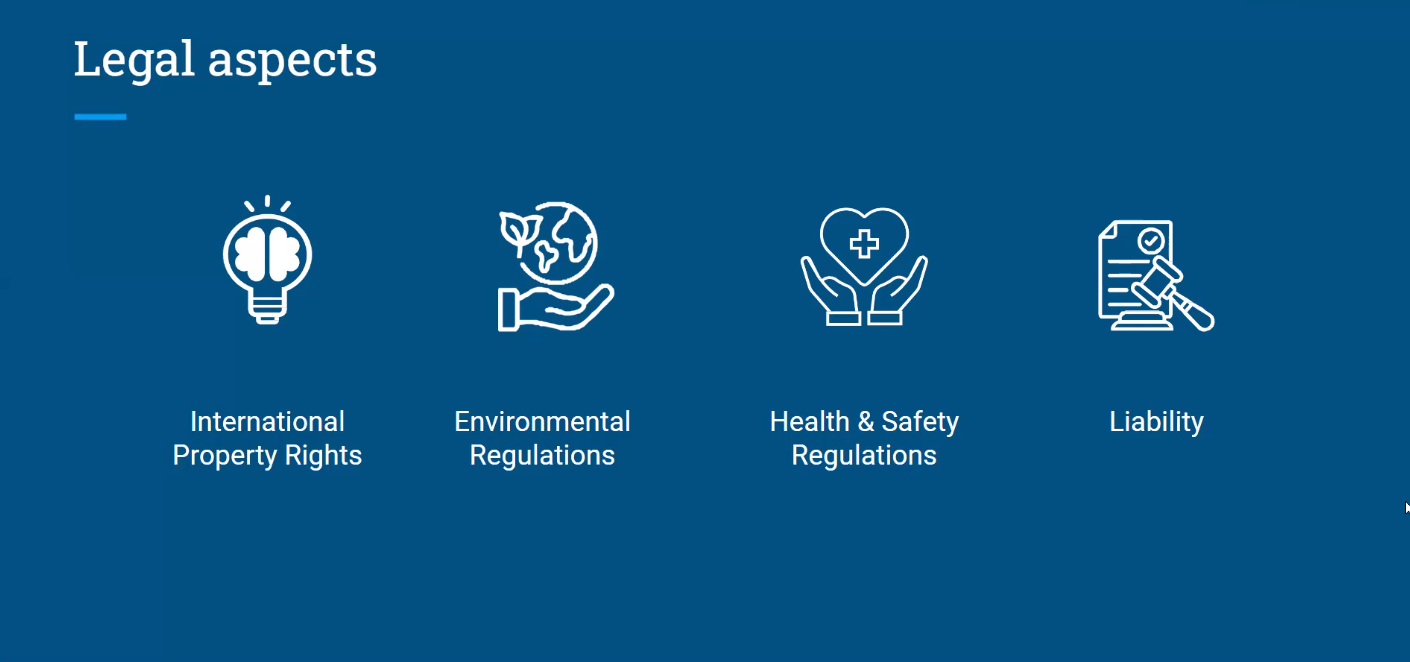 Legal aspects
International
Property Rights
Environmental
Regulations
Health & Safety
Regulations
Liability